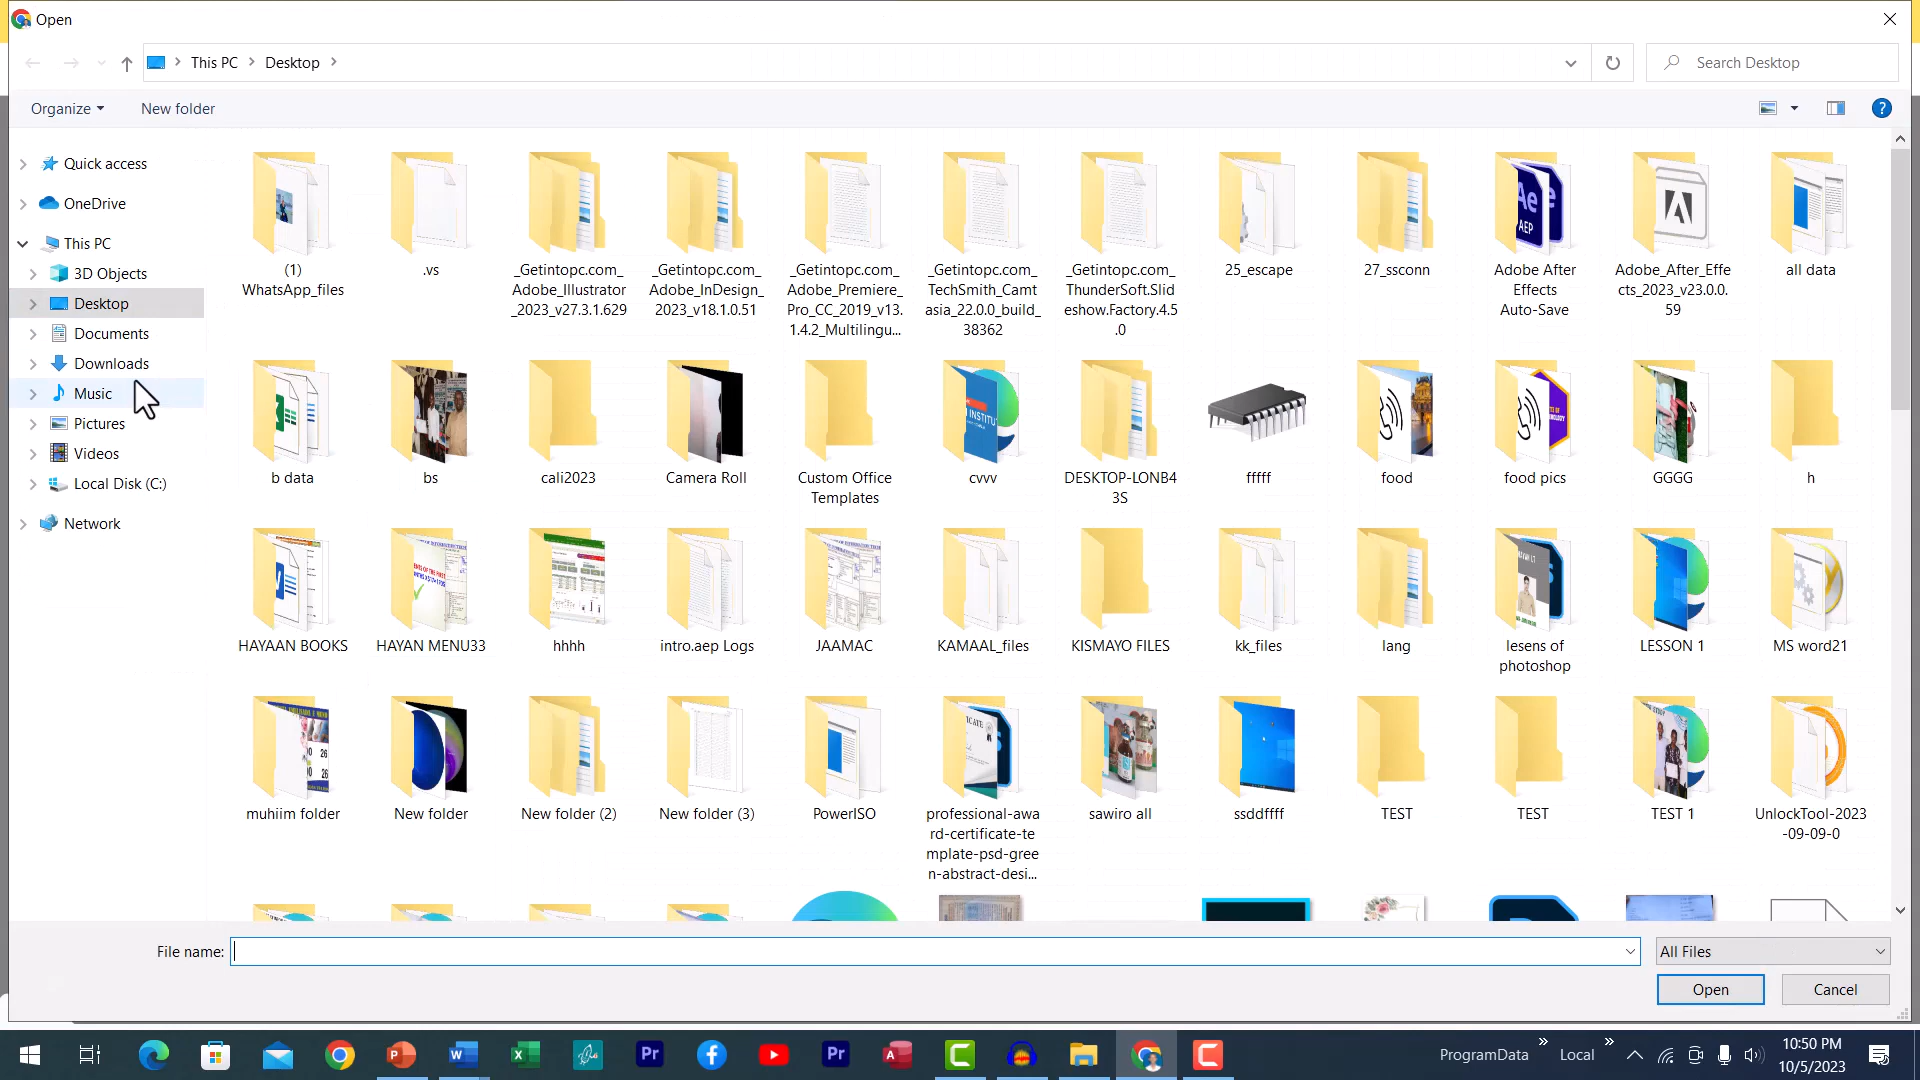 Open
This PC > Desktop >
Search Desktop
Organize
New folder
Quick access
OneDrive
This PC
3D Objects
Desktop
Documents
Downloads
Music
Pictures
Videos
Local Disk (C:)
Network
(1)
WhatsApp_files
.vs
_Getintopc.com_
Adobe_Illustrator
_2023_v27.3.1.629
_Getintopc.com_
Adobe_InDesign_
2023_v18.1.0.51
_Getintopc.com_
Adobe_Premiere_
Pro_CC_2019_v13.
1.4.2_Multilingu...
_Getintopc.com_
TechSmith_Camt
asia_22.0.0_build_
38362
_Getintopc.com_
ThunderSoft.Slid
eshow.Factory.4.5
.0
25_escape
27_ssconn
Adobe After
Effects
Auto-Save
Adobe_After_Effe
cts_2023_v23.0.0.
59
all data
b data
bs
cali2023
Camera Roll
Custom Office
Templates
cvvv
DESKTOP-LONB4
3S
fffff
food
food pics
GGGG
h
HAYAAN BOOKS
HAYAN MENU33
hhhh
intro.aep Logs
JAAMAC
KAMAAL_files
KISMAYO FILES
kk_files
lang
lesens of
photoshop
LESSON 1
MS word21
muhiim folder
New folder
New folder (2)
New folder (3)
PowerISO
professional-awa
rd-certificate-te
mplate-psd-gree
n-abstract-desi...
sawiro all
ssddffff
TEST
TEST
TEST 1
UnlockTool-2023
-09-09-0
File name:
All Files
Open
Cancel
ProgramData
Local
10:50 PM
10/5/2023